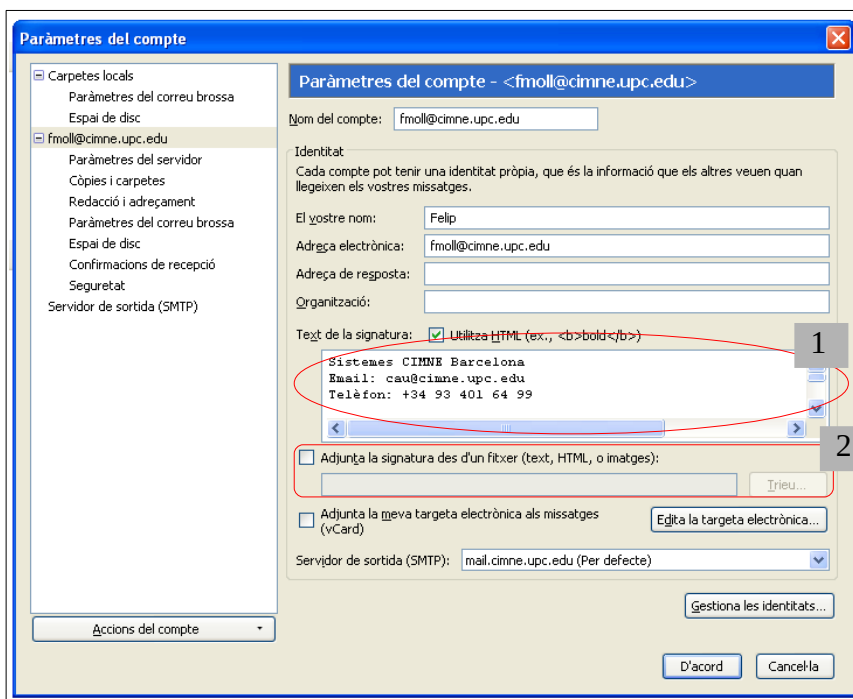 Paràmetres del compte
Carpetes locals
Paràmetres del correu brossa
Espai de disc
fmoll@cimne.upc.edu
Paràmetres del servidor
Còpies i carpetes
Redacció i adreçament
Paràmetres del correu brossa
Espai de disc
Confirmacions de recepció
Seguretat
Servidor de sortida (SMTP)
Accions del compte
Paràmetres del compte - <fmoll@cimne.upc.edu>
Nom del compte: fmoll@cimne.upc.edu
Identitat
Cada compte pot tenir una identitat pròpia, que és la informació que els altres veuen quan
llegeixen els vostres missatges.
El vostre nom: Felip
Adreça electrònica: fmoll@cimne.upc.edu
Adreça de resposta:
Organització:
Text de la signatura: Utilitza HTML (ex., <b>bold</b>)
1
Sistemes CIMNE Barcelona
Email: cau@cimne.upc.edu
Telèfon: +34 93 401 64 99
2
Adjunta la signatura des d'un fitxer (text, HTML, o imatges):
Trieu...
Adjunta la meva targeta electrònica als missatges
(vCard)
Edita la targeta electrònica...
Servidor de sortida (SMTP): mail.cimne.upc.edu (Per defecte)
Gestiona les identitats...
D'acord Cancel·la